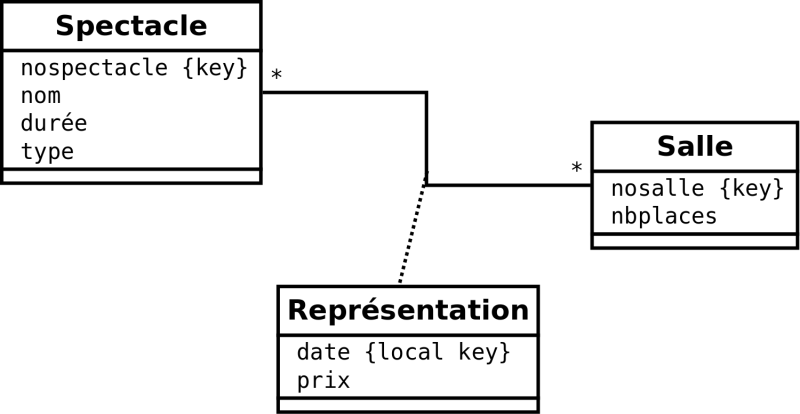 Spectacle
nospectacle {key}
nom
durée
type
*
*
Salle
nosalle {key}
nbplaces
Représentation
date {local key}
prix